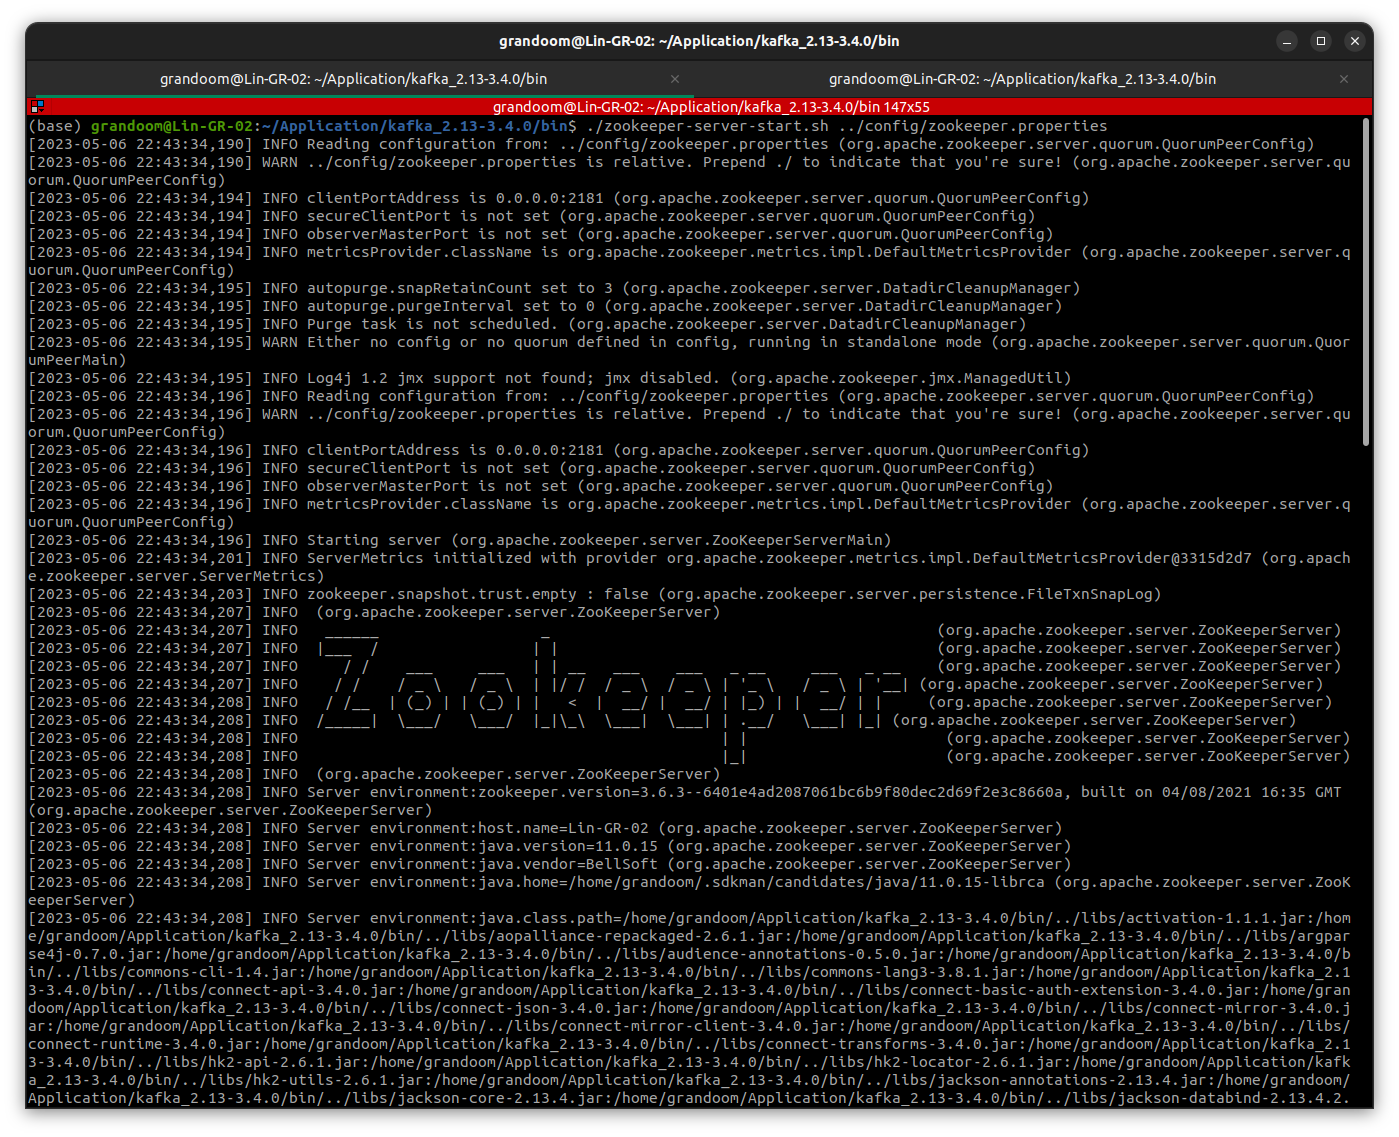 grandoom@Lin-GR-02: ~/Application/kafka_2.13-3.4.0/bin
grandoom@Lin-GR-02: ~/Application/kafka_2.13-3.4.0/bin
grandoom@Lin-GR-02: ~/Application/kafka_2.13-3.4.0/bin
grandoom@Lin-GR-02: ~/Application/kafka_2.13-3.4.0/bin 147x55
(base) grandoom@Lin-GR-02:~/Application/kafka_2.13-3.4.0/bin$ ./zookeeper-server-start.sh ../config/zookeeper.properties
[2023-05-06 22:43:34,190] INFO Reading configuration from: ../config/zookeeper.properties (org.apache.zookeeper.server.quorum.QuorumPeerConfig)
[2023-05-06 22:43:34,190] WARN ../config/zookeeper.properties is relative. Prepend ./ to indicate that you're sure! (org.apache.zookeeper.server.qu
orum.QuorumPeerConfig)
[2023-05-06 22:43:34,194] INFO clientPortAddress is 0.0.0.0:2181 (org.apache.zookeeper.server.quorum.QuorumPeerConfig)
[2023-05-06 22:43:34,194] INFO secureClientPort is not set (org.apache.zookeeper.server.quorum.QuorumPeerConfig)
[2023-05-06 22:43:34,194] INFO observerMasterPort is not set (org.apache.zookeeper.server.quorum.QuorumPeerConfig)
[2023-05-06 22:43:34,194] INFO metricsProvider.className is org.apache.zookeeper.metrics.impl.DefaultMetricsProvider (org.apache.zookeeper.server.q
uorum.QuorumPeerConfig)
[2023-05-06 22:43:34,195] INFO autopurge.snapRetainCount set to 3 (org.apache.zookeeper.server.DatadirCleanupManager)
[2023-05-06 22:43:34,195] INFO autopurge.purgeInterval set to 0 (org.apache.zookeeper.server.DatadirCleanupManager)
[2023-05-06 22:43:34,195] INFO Purge task is not scheduled. (org.apache.zookeeper.server.DatadirCleanupManager)
[2023-05-06 22:43:34,195] WARN Either no config or no quorum defined in config, running in standalone mode (org.apache.zookeeper.server.quorum.Quor
umPeerMain)
[2023-05-06 22:43:34,195] INFO Log4j 1.2 jmx support not found; jmx disabled. (org.apache.zookeeper.jmx.ManagedUtil)
[2023-05-06 22:43:34,196] INFO Reading configuration from: ../config/zookeeper.properties (org.apache.zookeeper.server.quorum.QuorumPeerConfig)
[2023-05-06 22:43:34,196] WARN ../config/zookeeper.properties is relative. Prepend ./ to indicate that you're sure! (org.apache.zookeeper.server.qu
orum.QuorumPeerConfig)
[2023-05-06 22:43:34,196] INFO clientPortAddress is 0.0.0.0:2181 (org.apache.zookeeper.server.quorum.QuorumPeerConfig)
[2023-05-06 22:43:34,196] INFO secureClientPort is not set (org.apache.zookeeper.server.quorum.QuorumPeerConfig)
[2023-05-06 22:43:34,196] INFO observerMasterPort is not set (org.apache.zookeeper.server.quorum.QuorumPeerConfig)
[2023-05-06 22:43:34,196] INFO metricsProvider.className is org.apache.zookeeper.metrics.impl.DefaultMetricsProvider (org.apache.zookeeper.server.q
uorum.QuorumPeerConfig)
[2023-05-06 22:43:34,196] INFO Starting server (org.apache.zookeeper.server.ZooKeeperServerMain)
[2023-05-06 22:43:34,201] INFO ServerMetrics initialized with provider org.apache.zookeeper.metrics.impl.DefaultMetricsProvider@3315d2d7 (org.apach
e.zookeeper.server.ServerMetrics)
[2023-05-06 22:43:34,203] INFO zookeeper.snapshot.trust.empty : false (org.apache.zookeeper.server.persistence.FileTxnSnapLog)
[2023-05-06 22:43:34,207] INFO  (org.apache.zookeeper.server.ZooKeeperServer)
[2023-05-06 22:43:34,207] INFO   ______                  _                                           (org.apache.zookeeper.server.ZooKeeperServer)
[2023-05-06 22:43:34,207] INFO  |___  /                 | |                                          (org.apache.zookeeper.server.ZooKeeperServer)
[2023-05-06 22:43:34,207] INFO     / /    ___     ___   | | __   ___    ___   _ __     ___   _ __    (org.apache.zookeeper.server.ZooKeeperServer)
[2023-05-06 22:43:34,207] INFO    / /    / _ \   / _ \  | |/ /  / _ \  / _ \ | '_ \   / _ \ | '__| (org.apache.zookeeper.server.ZooKeeperServer)
[2023-05-06 22:43:34,208] INFO   / /__  | (_) | | (_) | |   <  |  __/ |  __/ | |_) | |  __/ | |     (org.apache.zookeeper.server.ZooKeeperServer)
[2023-05-06 22:43:34,208] INFO  /_____|  \___/   \___/  |_|\_\  \___|  \___| | .__/   \___| |_| (org.apache.zookeeper.server.ZooKeeperServer)
[2023-05-06 22:43:34,208] INFO                                               | |                      (org.apache.zookeeper.server.ZooKeeperServer)
[2023-05-06 22:43:34,208] INFO                                               |_|                      (org.apache.zookeeper.server.ZooKeeperServer)
[2023-05-06 22:43:34,208] INFO  (org.apache.zookeeper.server.ZooKeeperServer)
[2023-05-06 22:43:34,208] INFO Server environment:zookeeper.version=3.6.3--6401e4ad2087061bc6b9f80dec2d69f2e3c8660a, built on 04/08/2021 16:35 GMT
(org.apache.zookeeper.server.ZooKeeperServer)
[2023-05-06 22:43:34,208] INFO Server environment:host.name=Lin-GR-02 (org.apache.zookeeper.server.ZooKeeperServer)
[2023-05-06 22:43:34,208] INFO Server environment:java.version=11.0.15 (org.apache.zookeeper.server.ZooKeeperServer)
[2023-05-06 22:43:34,208] INFO Server environment:java.vendor=BellSoft (org.apache.zookeeper.server.ZooKeeperServer)
[2023-05-06 22:43:34,208] INFO Server environment:java.home=/home/grandoom/.sdkman/candidates/java/11.0.15-librca (org.apache.zookeeper.server.ZooK
eeperServer)
[2023-05-06 22:43:34,208] INFO Server environment:java.class.path=/home/grandoom/Application/kafka_2.13-3.4.0/bin/../libs/activation-1.1.1.jar:/hom
e/grandoom/Application/kafka_2.13-3.4.0/bin/../libs/aopalliance-repackaged-2.6.1.jar:/home/grandoom/Application/kafka_2.13-3.4.0/bin/../libs/argpar
se4j-0.7.0.jar:/home/grandoom/Application/kafka_2.13-3.4.0/bin/../libs/audience-annotations-0.5.0.jar:/home/grandoom/Application/kafka_2.13-3.4.0/b
in/../libs/commons-cli-1.4.jar:/home/grandoom/Application/kafka_2.13-3.4.0/bin/../libs/commons-lang3-3.8.1.jar:/home/grandoom/Application/kafka_2.1
3-3.4.0/bin/../libs/connect-api-3.4.0.jar:/home/grandoom/Application/kafka_2.13-3.4.0/bin/../libs/connect-basic-auth-extension-3.4.0.jar:/home/gran
doom/Application/kafka_2.13-3.4.0/bin/../libs/connect-json-3.4.0.jar:/home/grandoom/Application/kafka_2.13-3.4.0/bin/../libs/connect-mirror-3.4.0.j
ar:/home/grandoom/Application/kafka_2.13-3.4.0/bin/../libs/connect-mirror-client-3.4.0.jar:/home/grandoom/Application/kafka_2.13-3.4.0/bin/../libs/
connect-runtime-3.4.0.jar:/home/grandoom/Application/kafka_2.13-3.4.0/bin/../libs/connect-transforms-3.4.0.jar:/home/grandoom/Application/kafka_2.1
3-3.4.0/bin/../libs/hk2-api-2.6.1.jar:/home/grandoom/Application/kafka_2.13-3.4.0/bin/../libs/hk2-locator-2.6.1.jar:/home/grandoom/Application/kafk
a_2.13-3.4.0/bin/../libs/hk2-utils-2.6.1.jar:/home/grandoom/Application/kafka_2.13-3.4.0/bin/../libs/jackson-annotations-2.13.4.jar:/home/grandoom/
Application/kafka_2.13-3.4.0/bin/../libs/jackson-core-2.13.4.jar:/home/grandoom/Application/kafka_2.13-3.4.0/bin/../libs/jackson-databind-2.13.4.2.